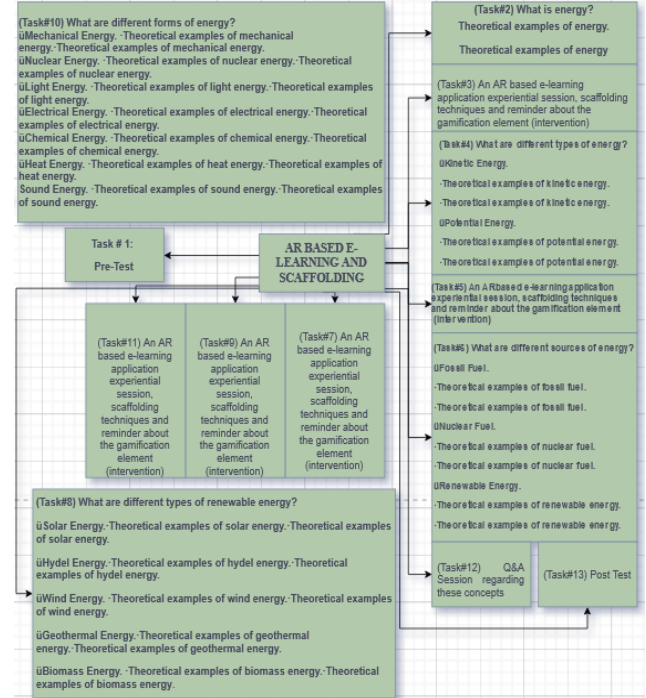 (Task#10) What are different forms of energy?
üMechanical Energy. ·Theoretical examples of mechanical
energy.·Theoretical examples of mechanical energy.
üNuclear Energy. ·Theoretical examples of nuclear energy.·Theoretical
examples of nuclear energy.
üLight Energy. ·Theoretical examples of light energy.·Theoretical examples
of light energy.
üElectrical Energy. ·Theoretical examples of electrical energy.·Theoretical
examples of electrical energy.
üChemical Energy. ·Theoretical examples of chemical energy.·Theoretical
examples of chemical energy.
üHeat Energy. ·Theoretical examples of heat energy.·Theoretical examples of
heat energy.
Sound Energy. ·Theoretical examples of sound energy.·Theoretical examples
of sound energy.
(Task#2) What is energy?
Theoretical examples of energy.
Theoretical examples of energy
(Task#3) An AR based e-learning
application experiential session, scaffolding
techniques and reminder about the
gamification element (intervention)
(Task#4) What are different types of energy?
üKinetic Energy.
·Theoretical examples of kinetic energy.
·Theoretical examples of kinetic energy.
üPotential Energy.
·Theoretical examples of potential energy.
·Theoretical examples of potential energy.
Task # 1:
Pre-Test
AR BASED E-
LEARNING AND
SCAFFOLDING
(Task#5) An ARbased e-learning application
experiential session, scaffolding techniques
and reminder about the gamification element
(intervention)
(Task#11) An AR
based e-learning
application
experiential
session,
scaffolding
techniques and
reminder about
the gamification
element
(intervention)
(Task#9) An AR
based e-learning
application
experiential
session,
scaffolding
techniques and
reminder about
the gamification
element
(intervention)
(Task#7) An AR
based e-learning
application
experiential
session,
scaffolding
techniques and
reminder about
the gamification
element
(intervention)
(Task#6) What are different sources of energy?
üFossil Fuel.
·Theoretical examples of fossil fuel.
·Theoretical examples of fossil fuel.
üNuclear Fuel.
·Theoretical examples of nuclear fuel.
·Theoretical examples of nuclear fuel.
üRenewable Energy.
·Theoretical examples of renewable energy.
·Theoretical examples of renewable energy.
(Task#8) What are different types of renewable energy?
üSolar Energy.·Theoretical examples of solar energy.·Theoretical examples
of solar energy.
üHydel Energy.·Theoretical examples of hydel energy.·Theoretical
examples of hydel energy.
üWind Energy. ·Theoretical examples of wind energy.·Theoretical examples
of wind energy.
üGeothermal Energy.·Theoretical examples of geothermal
energy.·Theoretical examples of geothermal energy.
üBiomass Energy. ·Theoretical examples of biomass energy.·Theoretical
examples of biomass energy.
(Task#12) Q&A
Session regarding
these concepts
(Task#13) Post Test